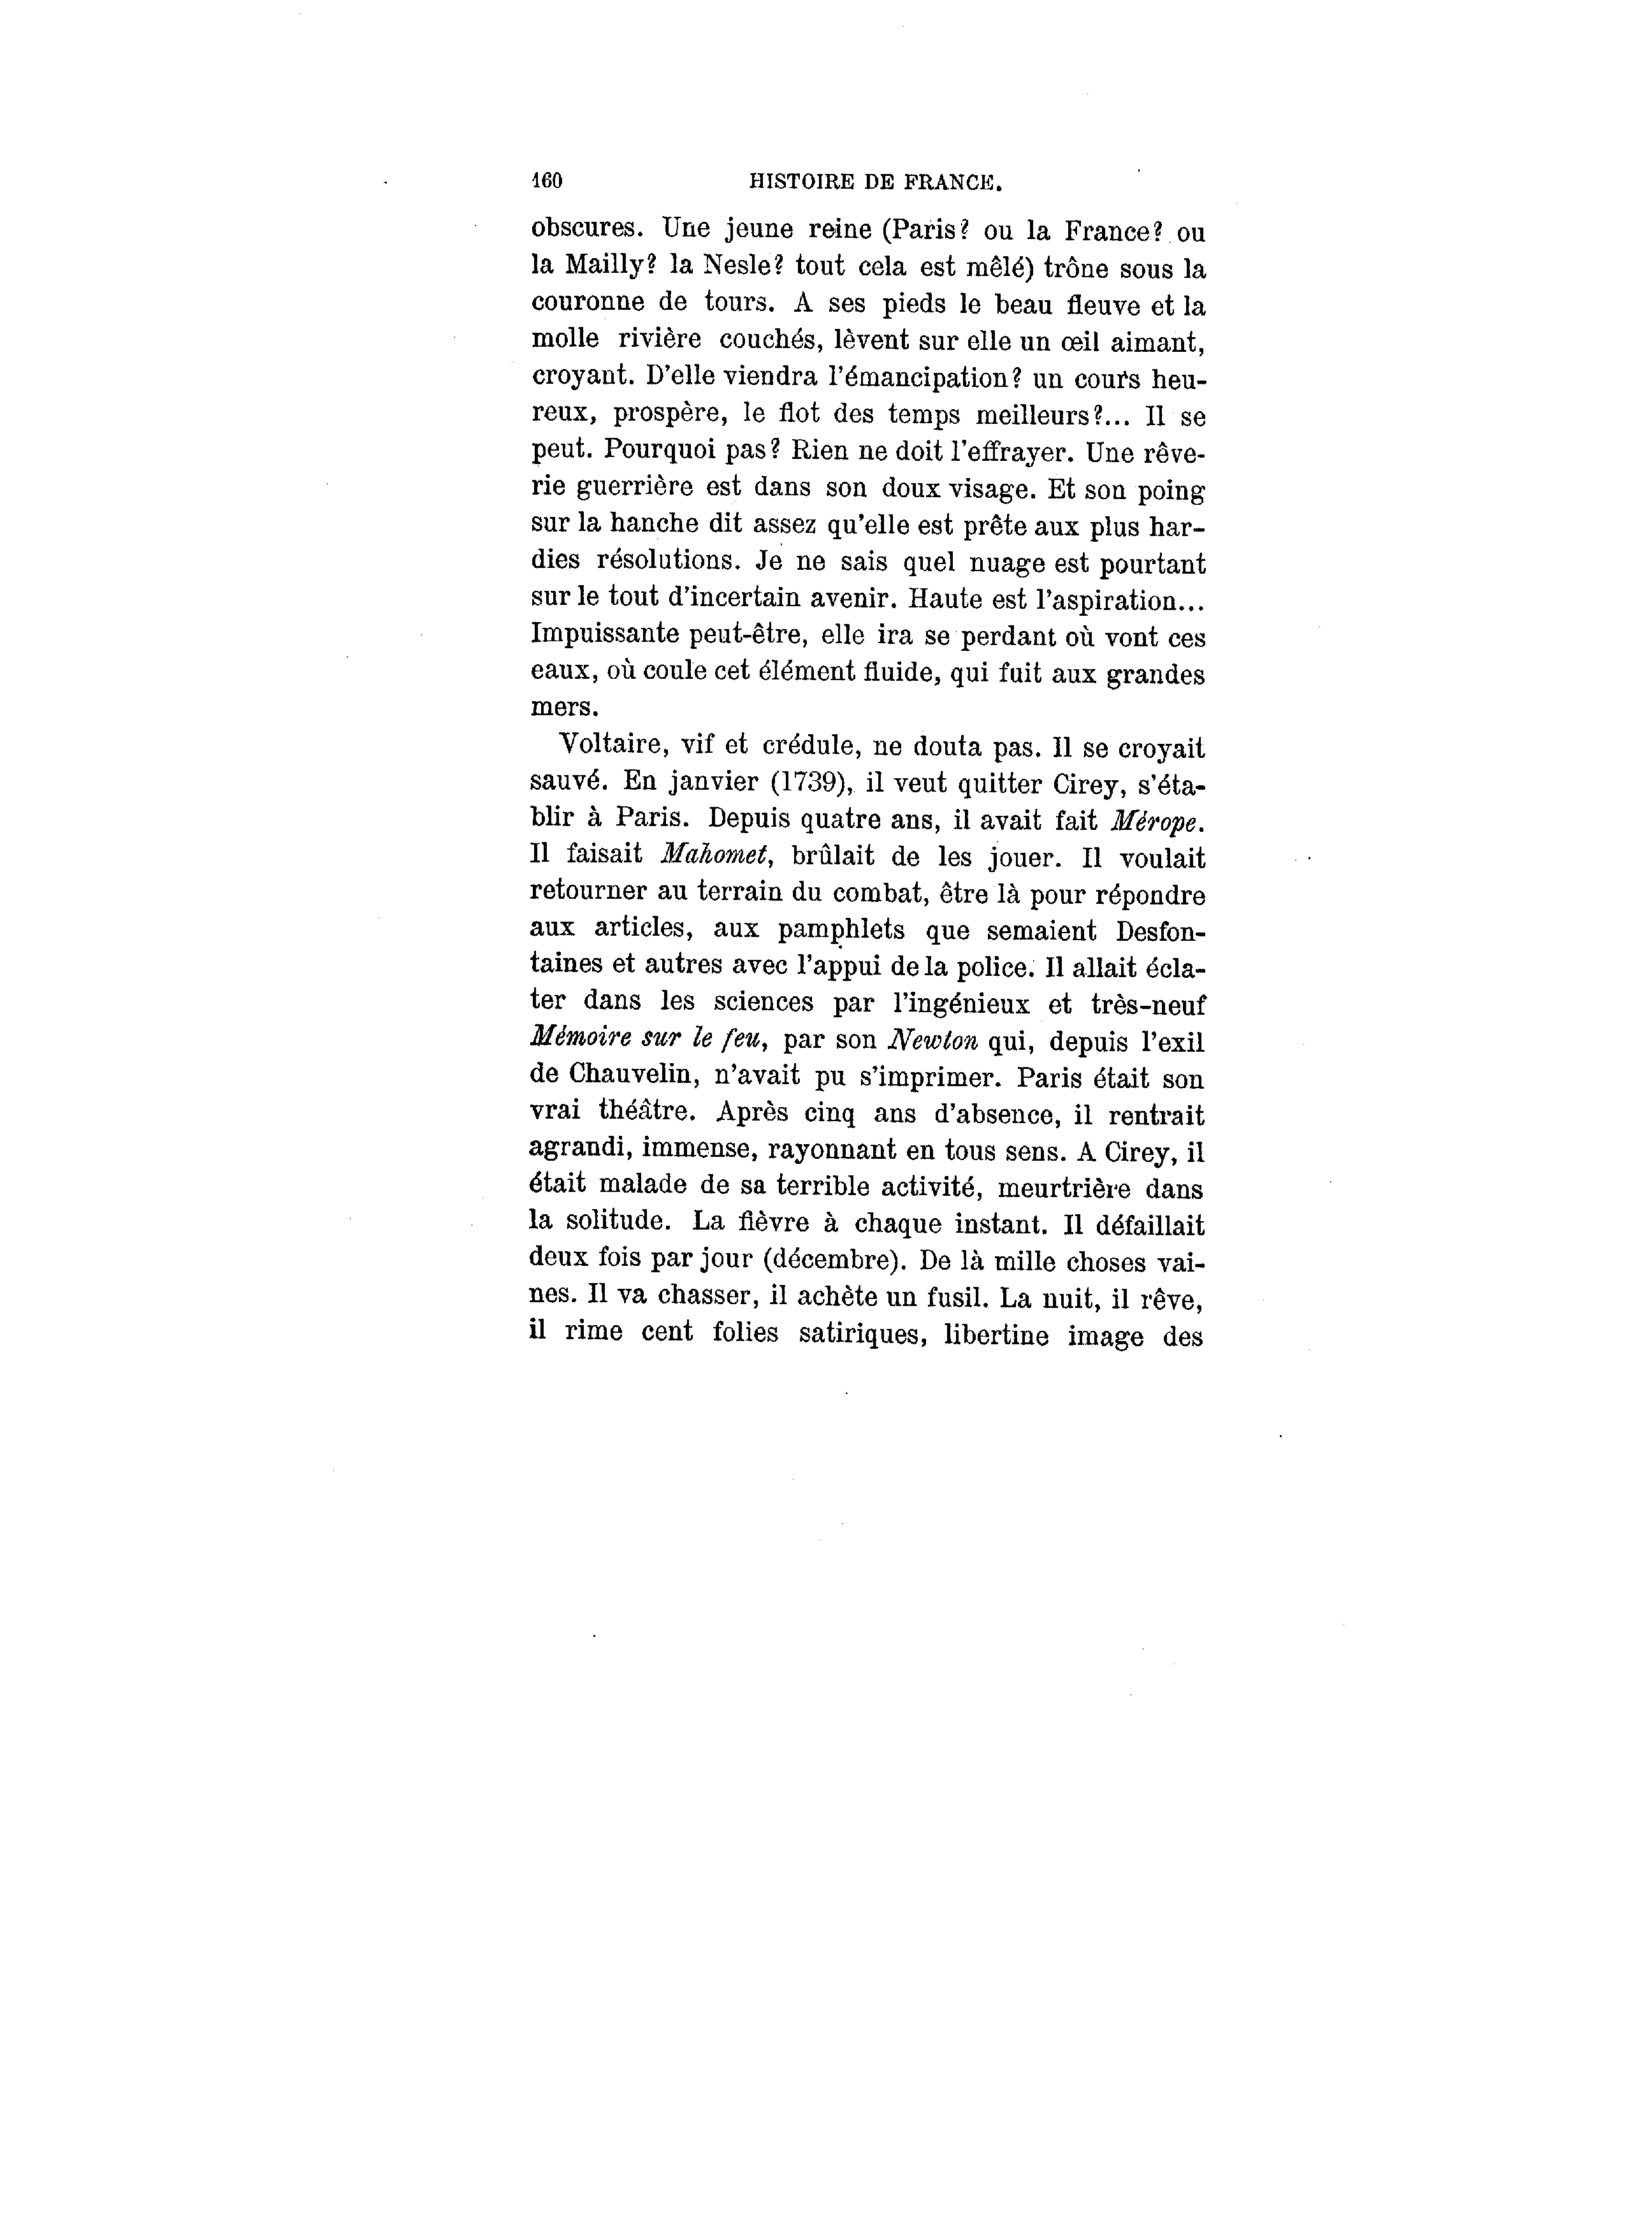 160 HISTOIRE DE FRANCE.
obscures. Une jeune reine (Paris? ou la France? ou
la Mailly? la Nesle? tout cela est mêlé) trône sous la
couronne de tours. A ses pieds le beau fleuve et la
molle rivière couchés, lèvent sur elle un œil aimant,
croyant. D'elle viendra l'émancipation? un cours heu-
reux, prospère, le flot des temps meilleurs?... Il se
peut. Pourquoi pas? Rien ne doit l'effrayer. Une rêve-
rie guerrière est dans son doux visage. Et son poing
sur la hanche dit assez qu'elle est prête aux plus har-
dies résolutions. Je ne sais quel nuage est pourtant
sur le tout d'incertain avenir. Haute est l'aspiration...
Impuissante peut-être, elle ira se perdant où vont ces
eaux, où coule cet élément fluide, qui fuit aux grandes
mers.
Voltaire, vif et crédule, ne douta pas. Il se croyait
sauvé. En janvier (1739), il veut quitter Cirey, s'éta-
blir à Paris. Depuis quatre ans, il avait fait Mérope.
Il faisait Mahomet, brûlait de les jouer. Il voulait
retourner au terrain du combat, être là pour répondre
aux articles, aux pamphlets que semaient Desfon-
taines et autres avec l'appui de la police. Il allait écla-
ter dans les sciences par l'ingénieux et très-neuf
Mémoire sur le feu, par son Newton qui, depuis l'exil
de Chauvelin, n'avait pu s'imprimer. Paris était son
vrai théâtre. Après cinq ans d'absence, il rentrait
agrandi, immense, rayonnant en tous sens. A Cirey, il
était malade de sa terrible activité, meurtrière dans
la solitude. La fièvre à chaque instant. Il défaillait
deux fois par jour (décembre). De là mille choses vai-
nes. Il va chasser, il achète un fusil. La nuit, il rêve,
il rime cent folies satiriques, libertine image des